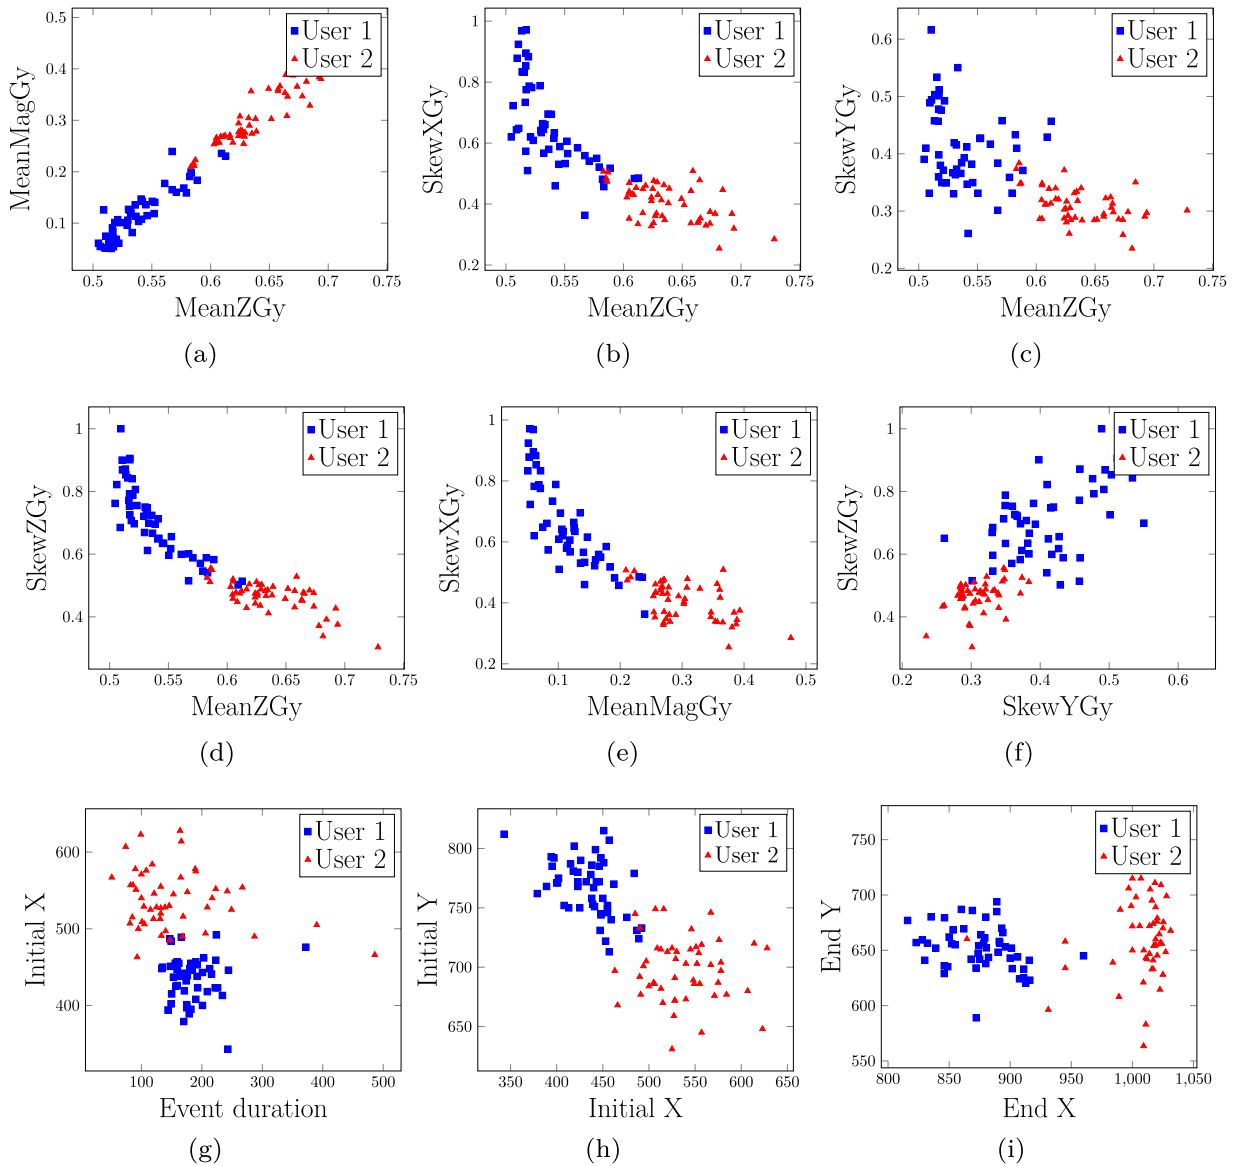 User 1
User 2
0.5
0.4
0.3
0.2
0.1
MeanMagGy
0.5 0.55 0.6 0.65 0.7 0.75
MeanZGy
(a)
User 1
User 2
1
0.8
0.6
0.4
0.2
SkewXGy
0.5 0.55 0.6 0.65 0.7 0.75
MeanZGy
(b)
User 1
User 2
0.6
0.5
0.4
0.3
0.2
SkewYGy
0.5 0.55 0.6 0.65 0.7 0.75
MeanZGy
(c)
User 1
User 2
1
0.8
0.6
0.4
SkewZGy
0.5 0.55 0.6 0.65 0.7 0.75
MeanZGy
(d)
User 1
User 2
1
0.8
0.6
0.4
0.2
SkewXGy
0.1 0.2 0.3 0.4 0.5
MeanMagGy
(e)
User 1
User 2
1
0.8
0.6
0.4
SkewZGy
0.2 0.3 0.4 0.5 0.6
SkewYGy
(f)
User 1
User 2
600
500
400
Initial X
100 200 300 400 500
Event duration
(g)
User 1
User 2
800
750
700
650
Initial Y
350 400 450 500 550 600 650
Initial X
(h)
User 1
User 2
750
700
650
600
550
End Y
800 850 900 950 1,000 1,050
End X
(i)